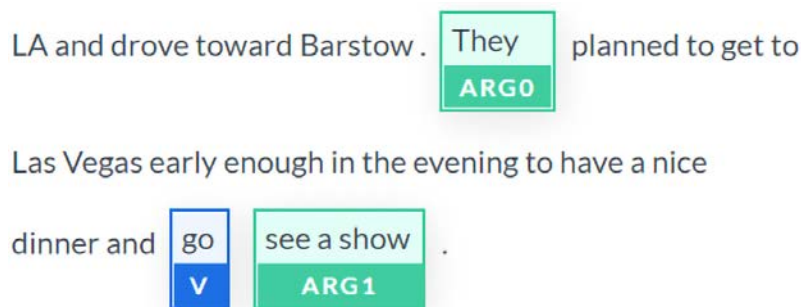 LA and drove toward Barstow . They planned to get to
ARG0
Las Vegas early enough in the evening to have a nice
dinner and go see a show .
V ARG1